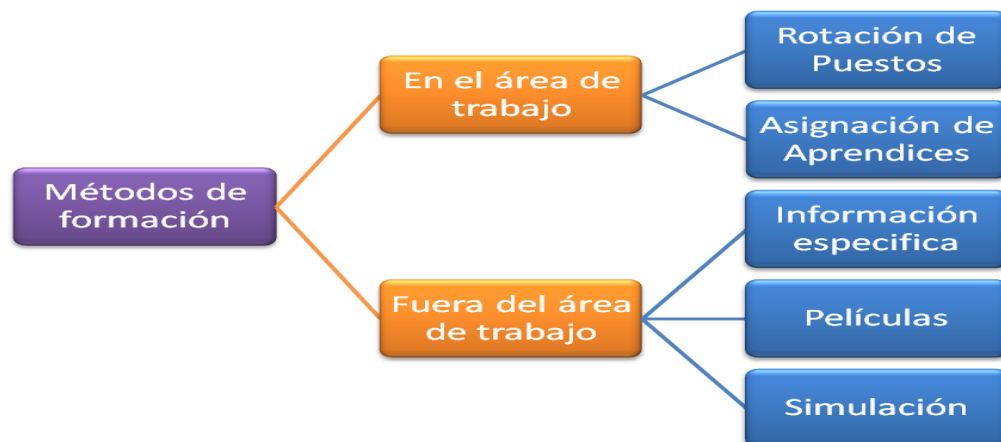 Métodos de
formación
En el área de
trabajo
Rotación de
Puestos
Asignación de
Aprendices
Fuera del área
de trabajo
Información
especifica
Películas
Simulación